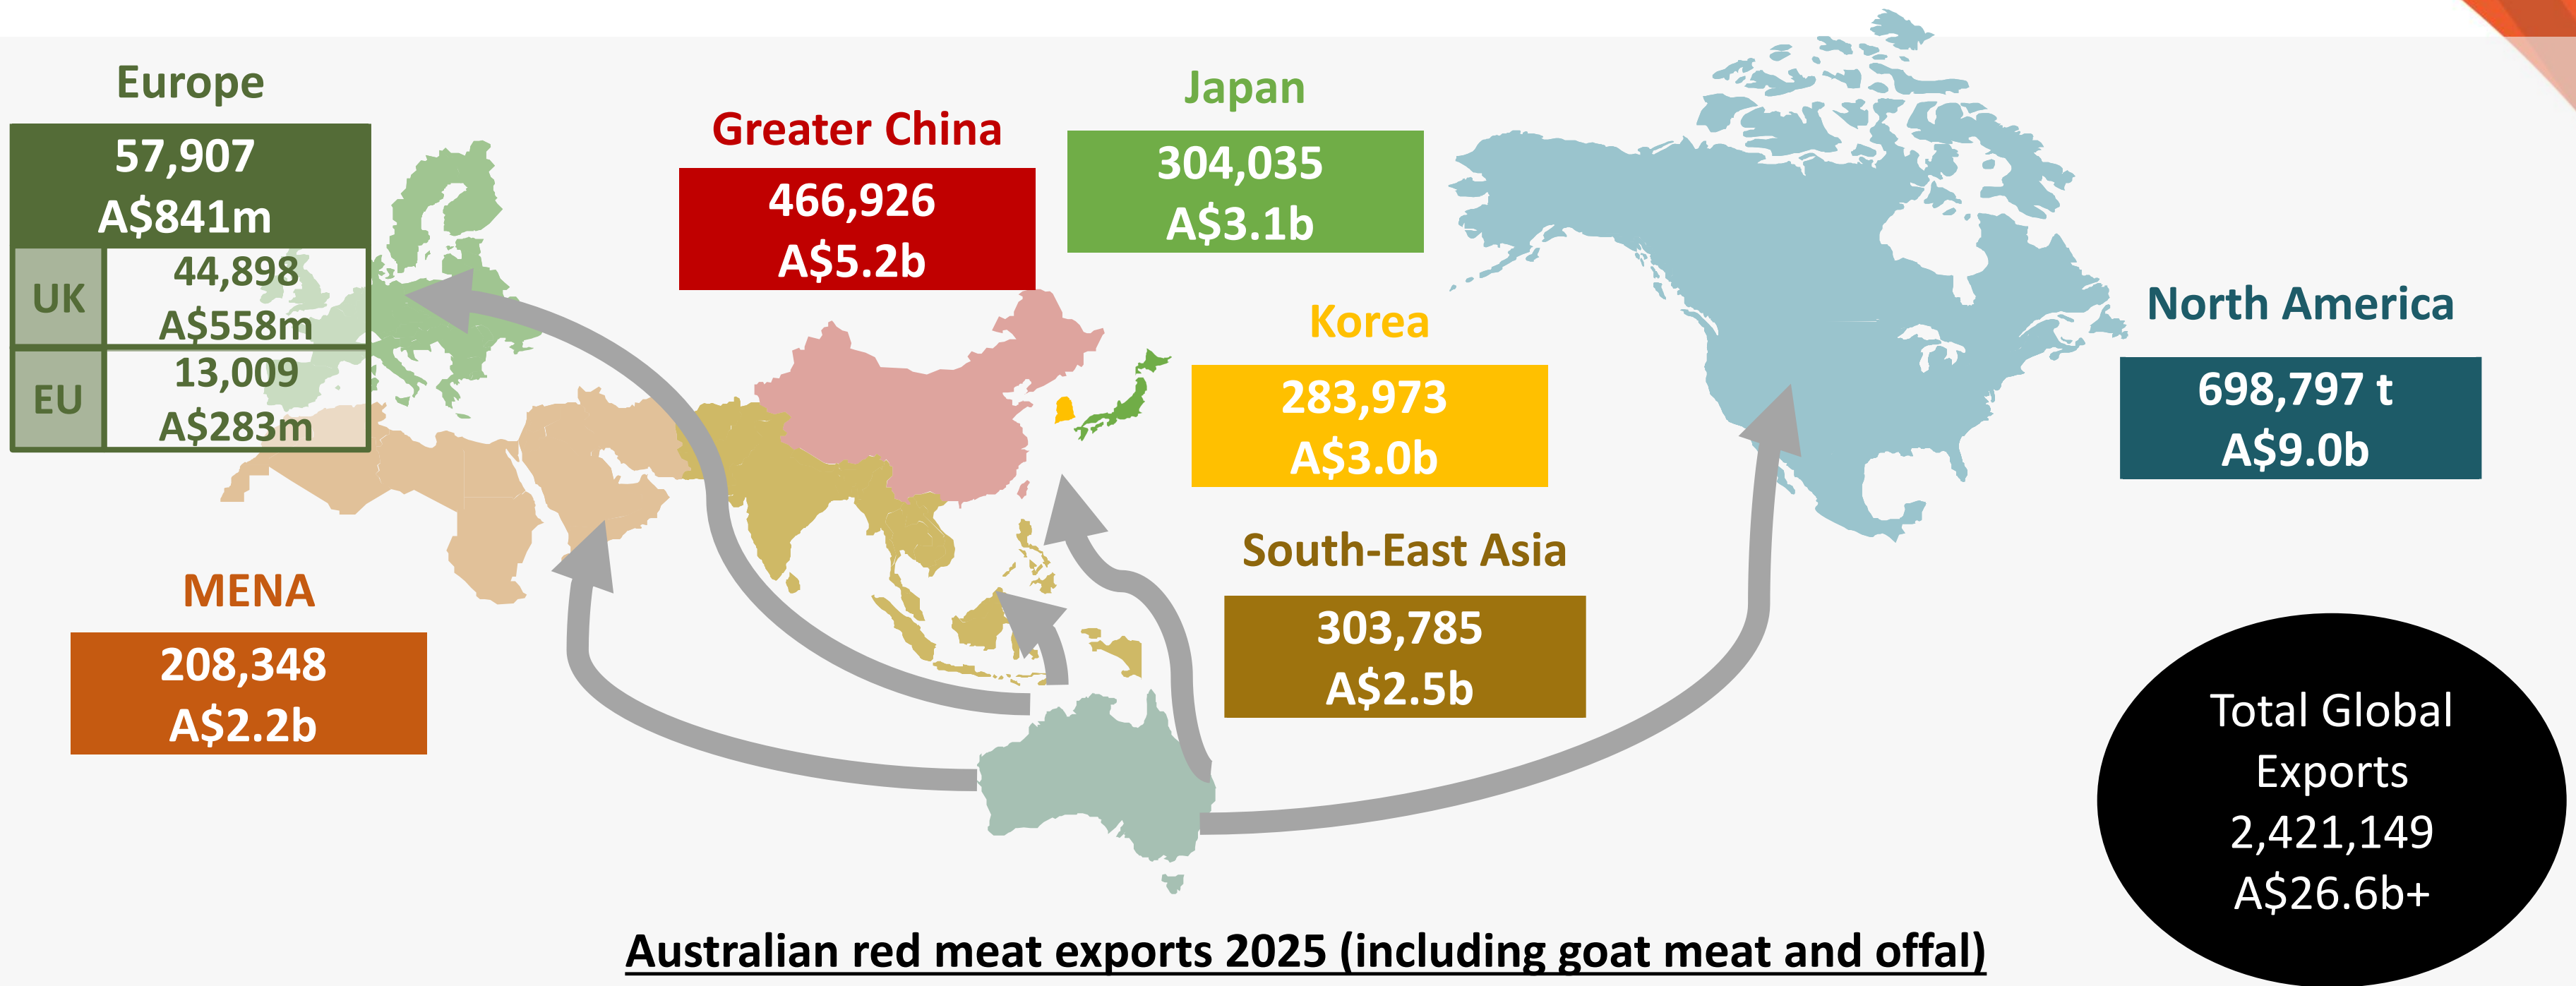 Europe
57,907
A$841m
UK
44,898
A$558m
EU
13,009
A$283m
Greater China
466,926
A$5.2b
Japan
304,035
A$3.1b
Korea
283,973
A$3.0b
North America
698,797 t
A$9.0b
South-East Asia
303,785
A$2.5b
MENA
208,348
A$2.2b
Total Global
Exports
2,421,149
A$26.6b+
Australian red meat exports 2025 (including goat meat and offal)